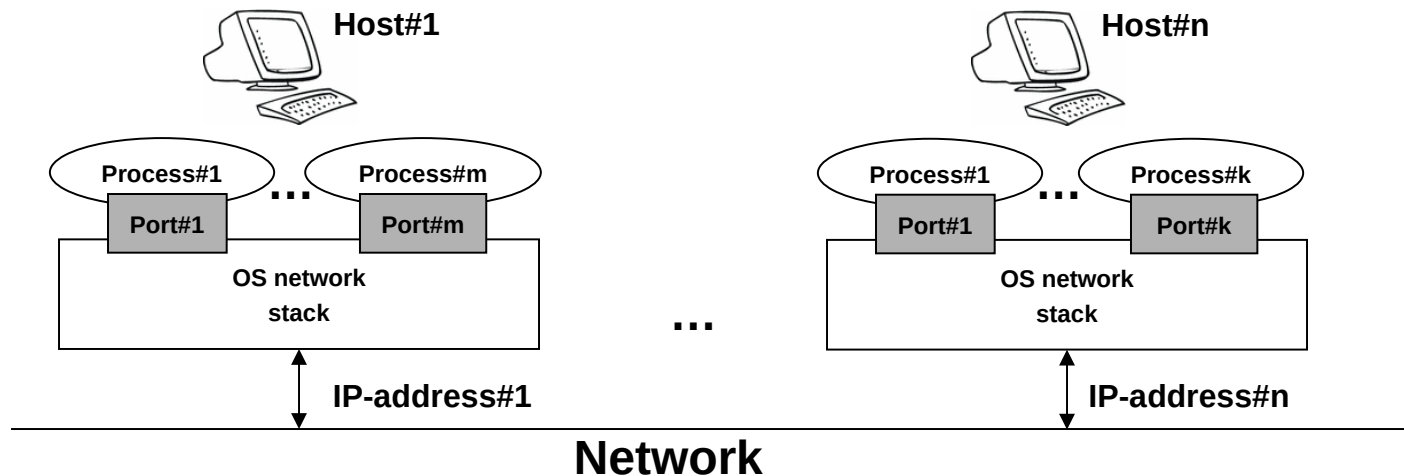 Host#1
Host#n
Process#1 ... Process#m
Process#1 ... Process#k
Port#1
Port#m
Port#1
Port#k
OS network
stack
OS network
stack
...
IP-address#1
IP-address#n
Network